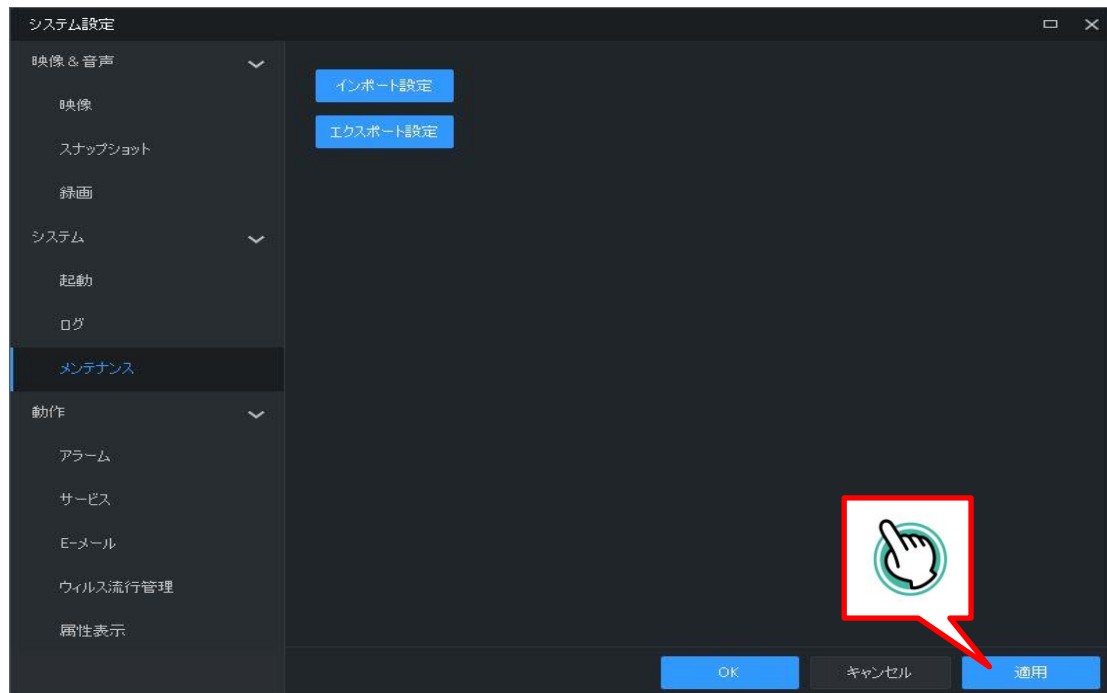 システム設定
映像＆音声
映像
スナップショット
録画
システム
起動
ログ
メンテナンス
動作
アラーム
サービス
E-メール
ウィルス流行管理
属性表示
インポート設定
エクスポート設定
OK
キャンセル
適用